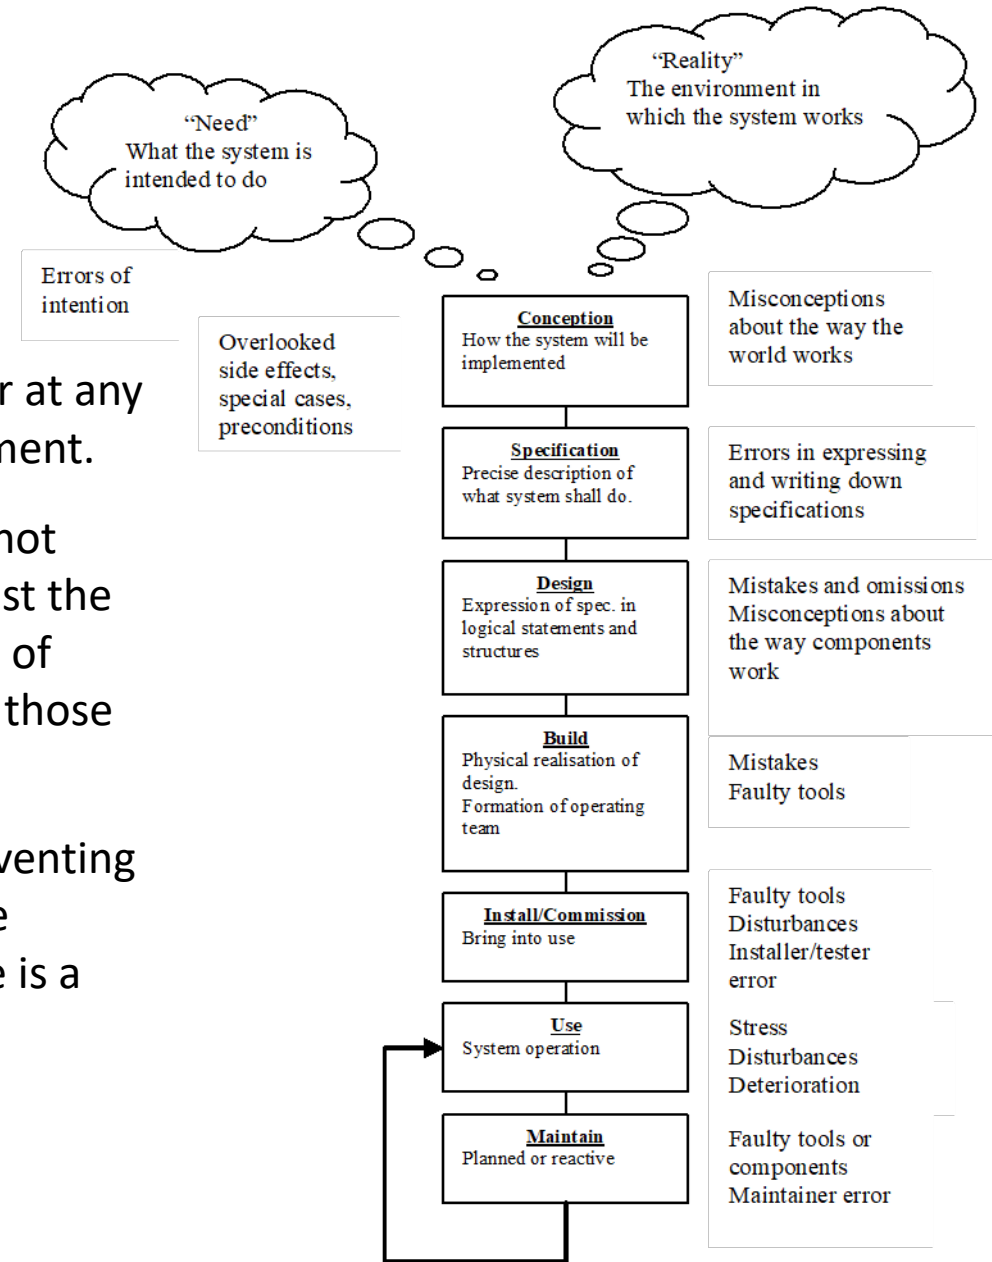 “Need”
What the system is
intended to do
“Reality”
The environment in
which the system works
Errors of
intention
Overlooked
side effects,
special cases,
preconditions
r at any
ment.
not
st the
of
those
venting
e
e is a
Conception
How the system will be
implemented
Misconceptions
about the way the
world works
Specification
Precise description of
what system shall do.
Errors in expressing
and writing down
specifications
Design
Expression of spec. in
logical statements and
structures
Mistakes and omissions
Misconceptions about
the way components
work
Build
Physical realisation of
design.
Formation of operating
team
Mistakes
Faulty tools
Install/Commission
Bring into use
Faulty tools
Disturbances
Installer/tester
error
Use
System operation
Stress
Disturbances
Deterioration
Maintain
Planned or reactive
Faulty tools or
components
Maintainer error